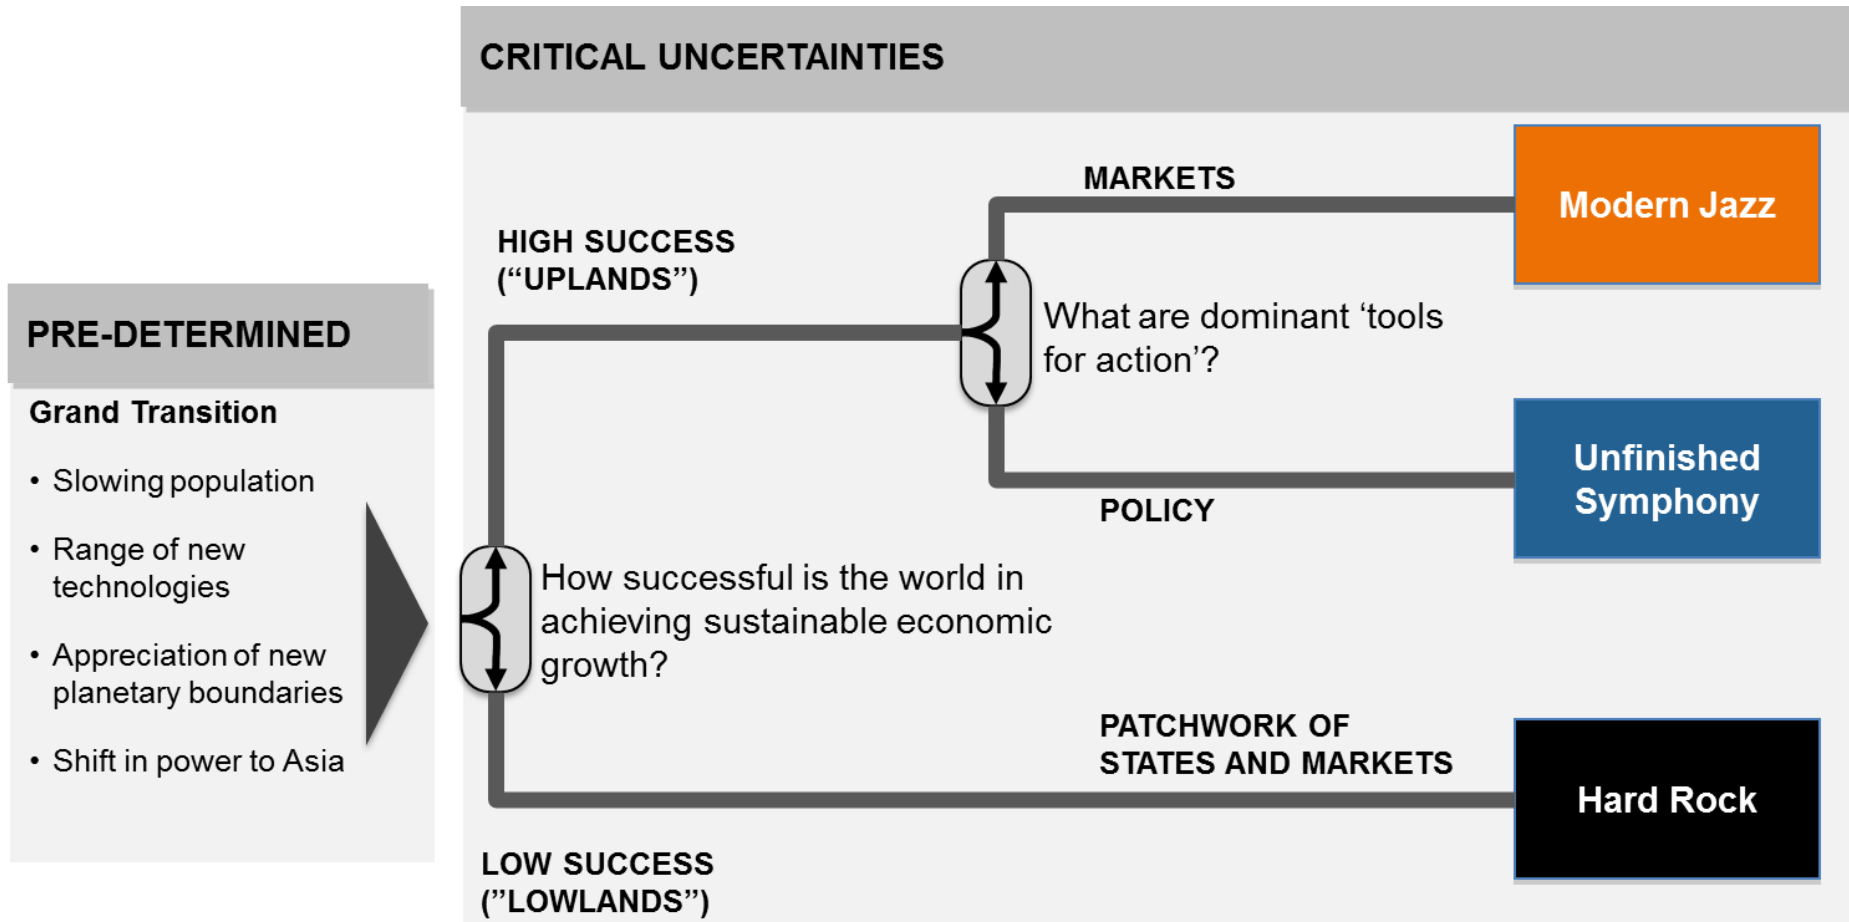 CRITICAL UNCERTAINTIES
MARKETS
Modern Jazz
HIGH SUCCESS
(“UPLANDS”)
What are dominant ‘tools
for action’?
PRE-DETERMINED
Grand Transition
• Slowing population
• Range of new
technologies
• Appreciation of new
planetary boundaries
• Shift in power to Asia
Unfinished
Symphony
POLICY
How successful is the world in
achieving sustainable economic
growth?
PATCHWORK OF
STATES AND MARKETS
Hard Rock
LOW SUCCESS
(”LOWLANDS”)